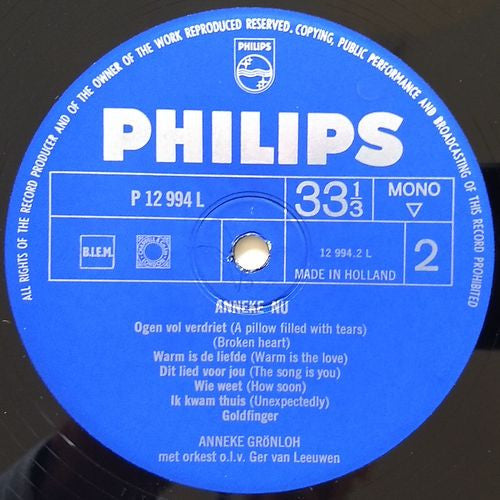 ALL RIGHTS OF THE RECORD PRODUCER AND OF THE OWNER OF THE WORK REPRODUCED RESERVED. COPYING, PUBLIC PERFORMANCE AND BROADCASTING OF THIS RECORD PROHIBITED
PHILIPS
PHILIPS
P 12 994 L
33 1/3
MONO
B.I.E.M.
12 994.2 L
MADE IN HOLLAND
2
ANNEKE NU
Ogen vol verdriet (A pillow filled with tears)
(Broken heart)
Warm is de liefde (Warm is the love)
Dit lied voor jou (The song is you)
Wie weet (How soon)
Ik kwam thuis (Unexpectedly)
Goldfinger
ANNEKE GRÖNLOH
met orkest o.l.v. Ger van Leeuwen